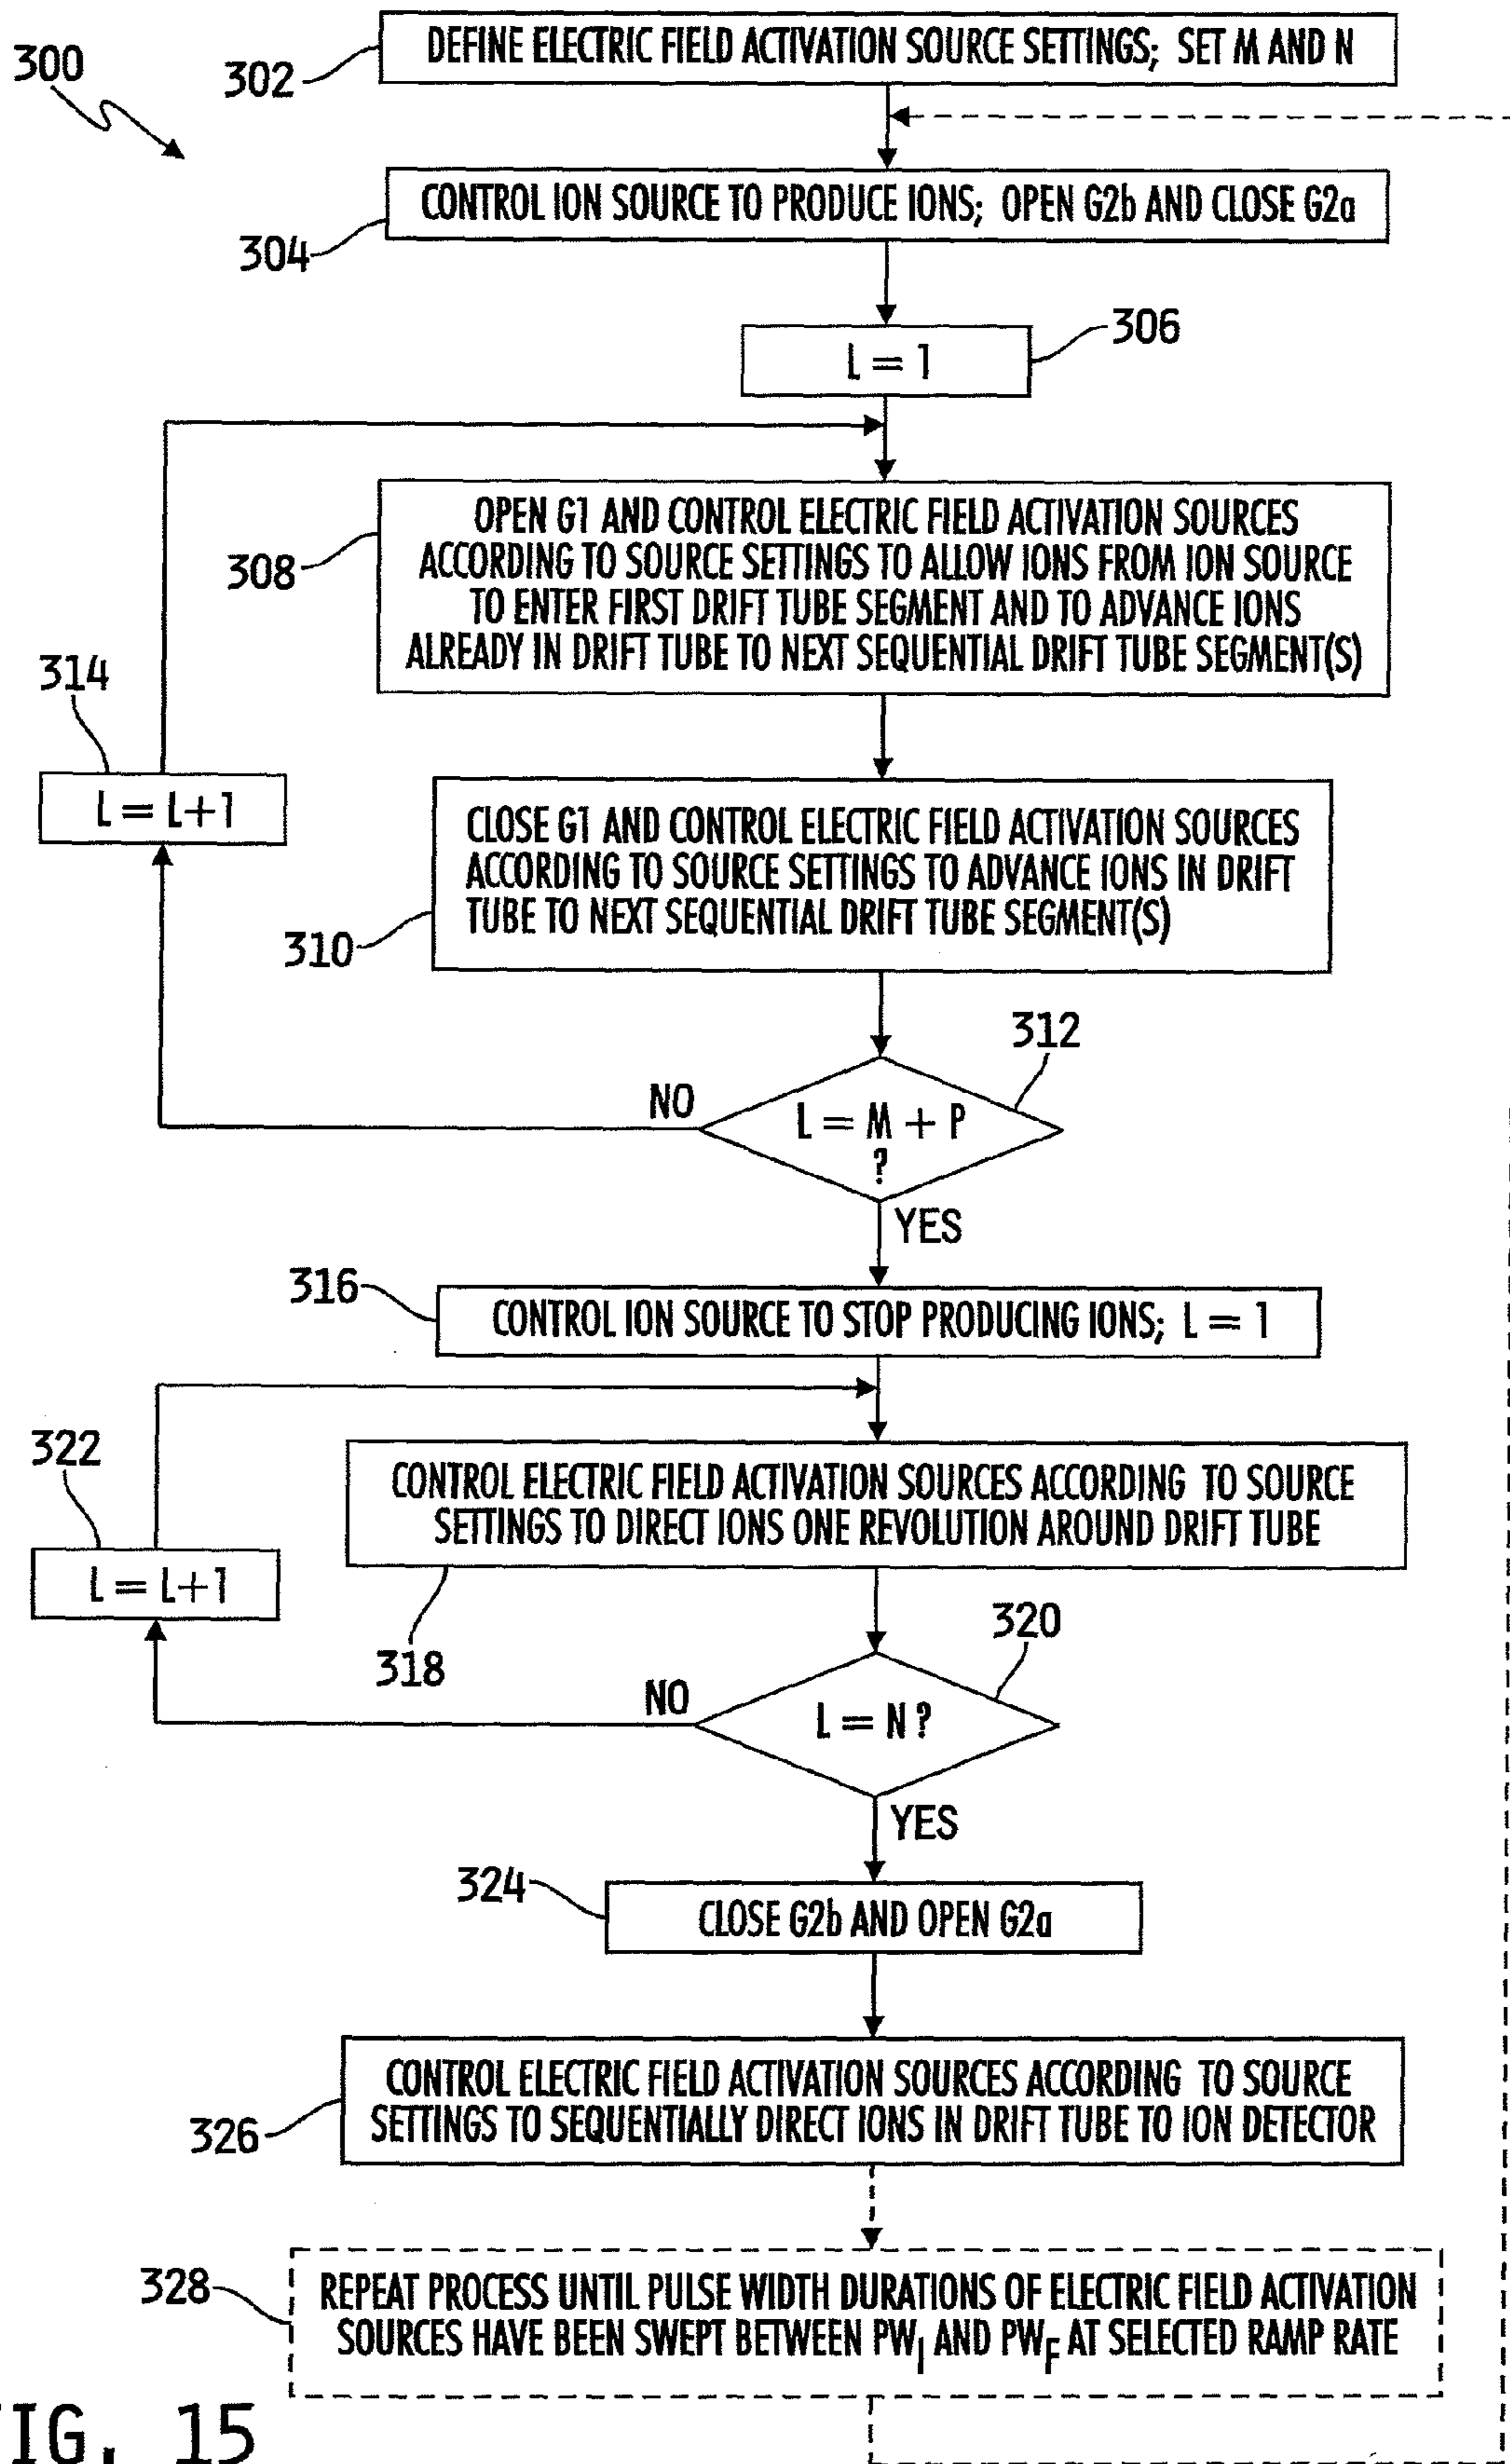 300
302
DEFINE ELECTRIC FIELD ACTIVATION SOURCE SETTINGS; SET M AND N
304
CONTROL ION SOURCE TO PRODUCE IONS; OPEN G2b AND CLOSE G2a
306
L = 1
308
OPEN G1 AND CONTROL ELECTRIC FIELD ACTIVATION SOURCES
ACCORDING TO SOURCE SETTINGS TO ALLOW IONS FROM ION SOURCE
TO ENTER FIRST DRIFT TUBE SEGMENT AND TO ADVANCE IONS
ALREADY IN DRIFT TUBE TO NEXT SEQUENTIAL DRIFT TUBE SEGMENT(S)
314
L = L+1
310
CLOSE G1 AND CONTROL ELECTRIC FIELD ACTIVATION SOURCES
ACCORDING TO SOURCE SETTINGS TO ADVANCE IONS IN DRIFT
TUBE TO NEXT SEQUENTIAL DRIFT TUBE SEGMENT(S)
312
NO
L = M + P
?
YES
316
CONTROL ION SOURCE TO STOP PRODUCING IONS; L = 1
322
L = L+1
318
CONTROL ELECTRIC FIELD ACTIVATION SOURCES ACCORDING TO SOURCE
SETTINGS TO DIRECT IONS ONE REVOLUTION AROUND DRIFT TUBE
320
NO
L = N ?
YES
324
CLOSE G2b AND OPEN G2a
326
CONTROL ELECTRIC FIELD ACTIVATION SOURCES ACCORDING TO SOURCE
SETTINGS TO SEQUENTIALLY DIRECT IONS IN DRIFT TUBE TO ION DETECTOR
328
REPEAT PROCESS UNTIL PULSE WIDTH DURATIONS OF ELECTRIC FIELD ACTIVATION
SOURCES HAVE BEEN SWEPT BETWEEN PWI AND PWF AT SELECTED RAMP RATE
FIG. 15